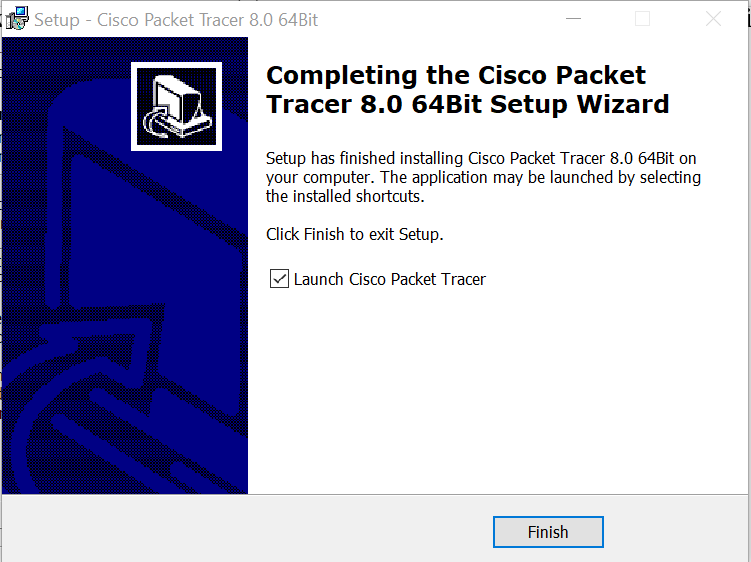 Setup - Cisco Packet Tracer 8.0 64Bit
Completing the Cisco Packet
Tracer 8.0 64Bit Setup Wizard
Setup has finished installing Cisco Packet Tracer 8.0 64Bit on
your computer. The application may be launched by selecting
the installed shortcuts.
Click Finish to exit Setup.
Launch Cisco Packet Tracer
Finish